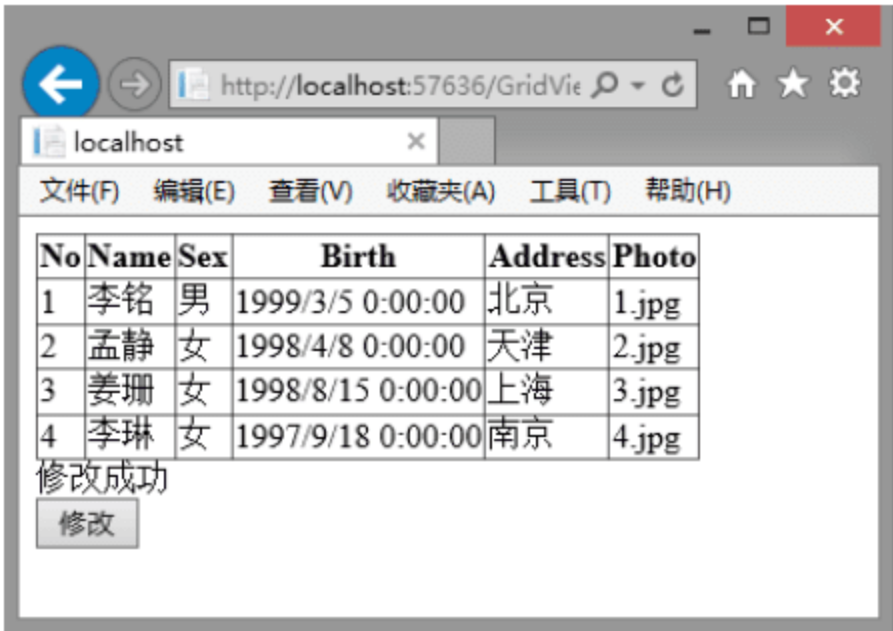 http://localhost:57636/GridVie
localhost
文件(F) 编辑(E) 查看(V) 收藏夹(A) 工具(T) 帮助(H)
No Name Sex Birth Address Photo
1 李铭 男 1999/3/5 0:00:00 北京 1.jpg
2 孟静 女 1998/4/8 0:00:00 天津 2.jpg
3 姜珊 女 1998/8/15 0:00:00 上海 3.jpg
4 李琳 女 1997/9/18 0:00:00 南京 4.jpg
修改成功
修改